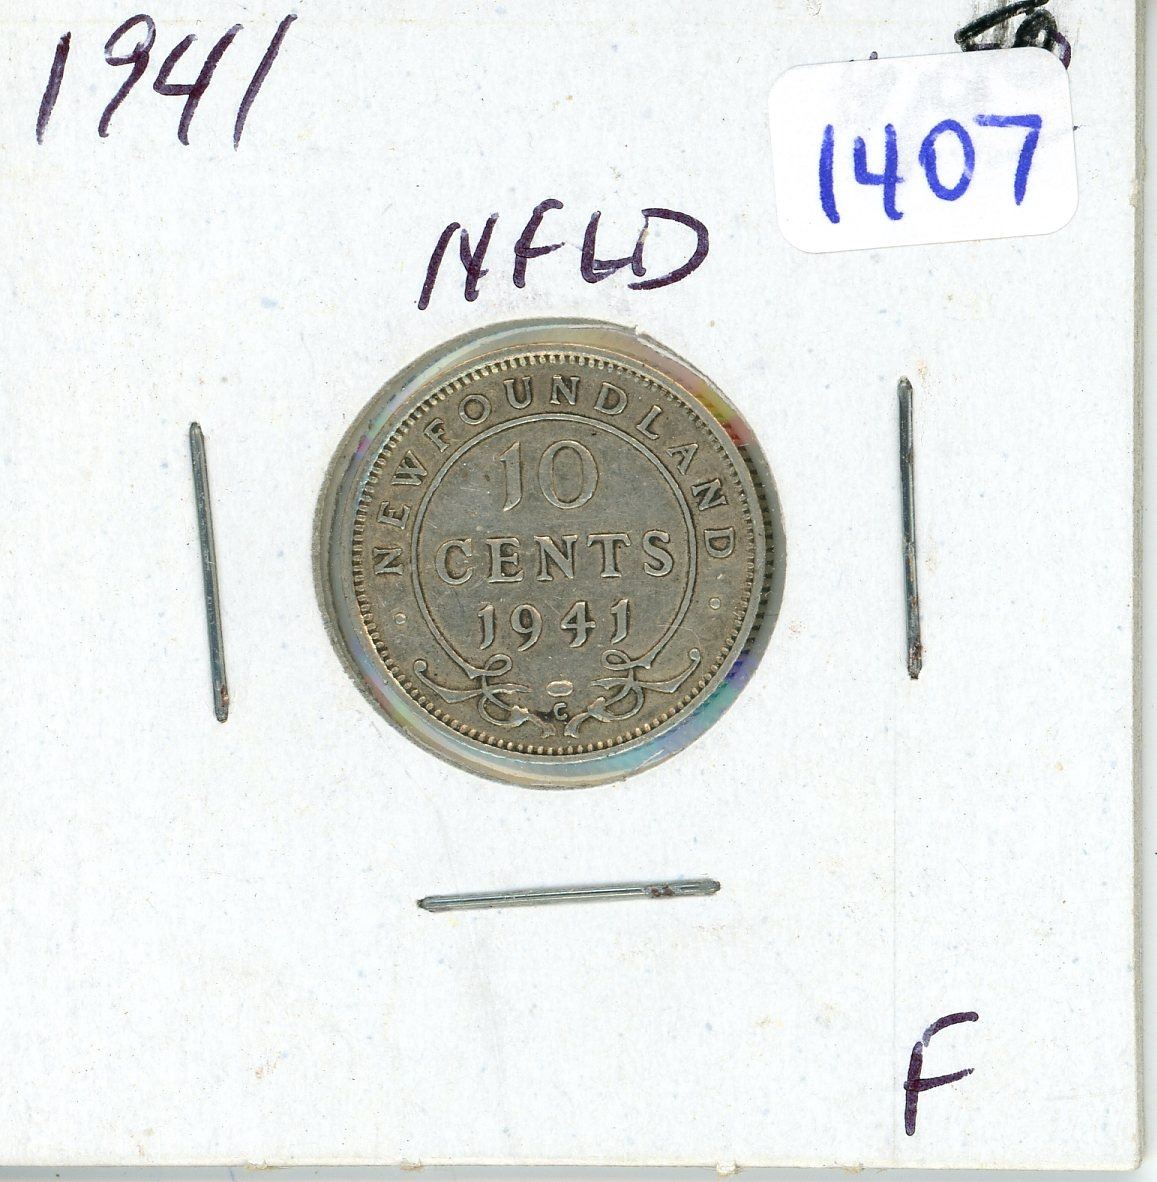 1941
1407
NFLD
NEWFOUNDLAND
10
CENTS
1941
C
F